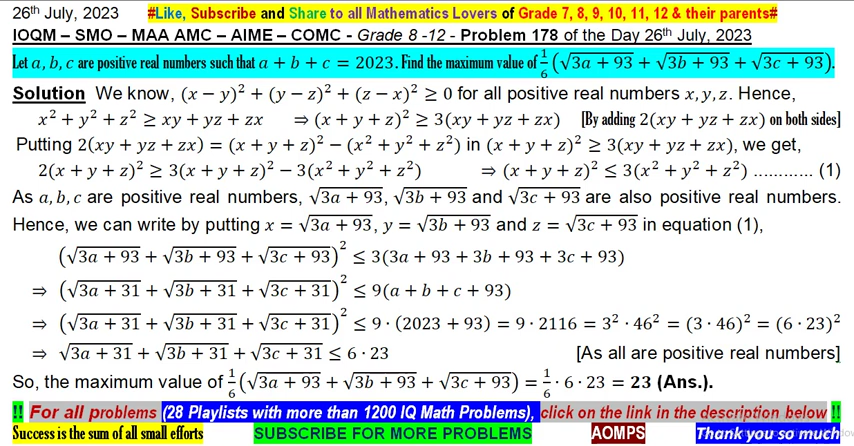 26th July, 2023 #Like, Subscribe and Share to all Mathematics Lovers of Grade 7, 8, 9, 10, 11, 12 & their parents#
IOQM – SMO – MAA AMC – AIME – COMC - Grade 8 -12 - Problem 178 of the Day 26th July, 2023
Let a, b, c are positive real numbers such that a + b + c = 2023. Find the maximum value of 1/6 (√(3a + 93) + √(3b + 93) + √(3c + 93)).
Solution We know, (x − y)² + (y − z)² + (z − x)² ≥ 0 for all positive real numbers x, y, z. Hence,
x² + y² + z² ≥ xy + yz + zx ⇒ (x + y + z)² ≥ 3(xy + yz + zx) [By adding 2(xy + yz + zx) on both sides]
Putting 2(xy + yz + zx) = (x + y + z)² − (x² + y² + z²) in (x + y + z)² ≥ 3(xy + yz + zx), we get,
2(x + y + z)² ≥ 3(x + y + z)² − 3(x² + y² + z²) ⇒ (x + y + z)² ≤ 3(x² + y² + z²) ............ (1)
As a, b, c are positive real numbers, √(3a + 93), √(3b + 93) and √(3c + 93) are also positive real numbers.
Hence, we can write by putting x = √(3a + 93), y = √(3b + 93) and z = √(3c + 93) in equation (1),
(√(3a + 93) + √(3b + 93) + √(3c + 93))² ≤ 3(3a + 93 + 3b + 93 + 3c + 93)
⇒ (√(3a + 31) + √(3b + 31) + √(3c + 31))² ≤ 9(a + b + c + 93)
⇒ (√(3a + 31) + √(3b + 31) + √(3c + 31))² ≤ 9 · (2023 + 93) = 9 · 2116 = 3² · 46² = (3 · 46)² = (6 · 23)²
⇒ √(3a + 31) + √(3b + 31) + √(3c + 31) ≤ 6 · 23 [As all are positive real numbers]
So, the maximum value of 1/6 (√(3a + 93) + √(3b + 93) + √(3c + 93)) = 1/6 · 6 · 23 = 23 (Ans.).
!! For all problems (28 Playlists with more than 1200 IQ Math Problems), click on the link in the description below !!
Success is the sum of all small efforts SUBSCRIBE FOR MORE PROBLEMS AOMPS Thank you so much